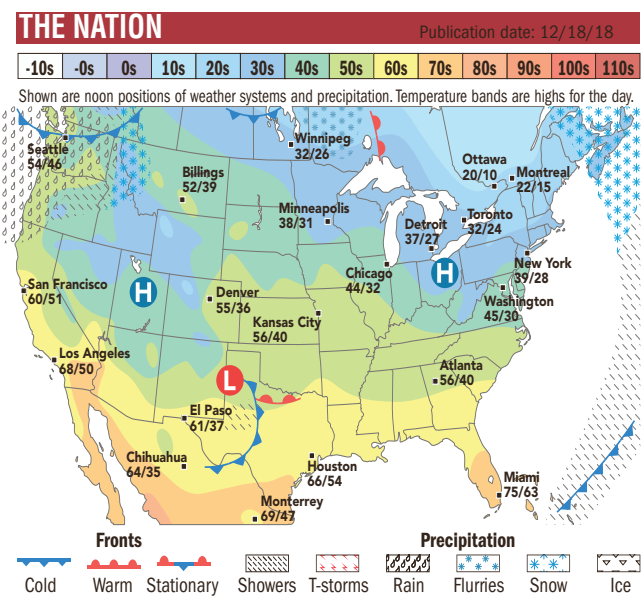 THE NATION
Publication date: 12/18/18
-10s -0s 0s 10s 20s 30s 40s 50s 60s 70s 80s 90s 100s 110s
Shown are noon positions of weather systems and precipitation. Temperature bands are highs for the day.
Seattle
54/46
Winnipeg
32/26
Billings
52/39
Ottawa
20/10
Montreal
22/15
Minneapolis
38/31
Detroit
37/27
Toronto
32/24
New York
39/28
Chicago
44/32
H
H
San Francisco
60/51
Denver
55/36
Washington
45/30
Kansas City
56/40
Los Angeles
68/50
L
Atlanta
56/40
El Paso
61/37
Chihuahua
64/35
Houston
66/54
Miami
75/63
Monterrey
69/47
Fronts
Precipitation
Cold Warm Stationary Showers T-storms Rain Flurries Snow Ice